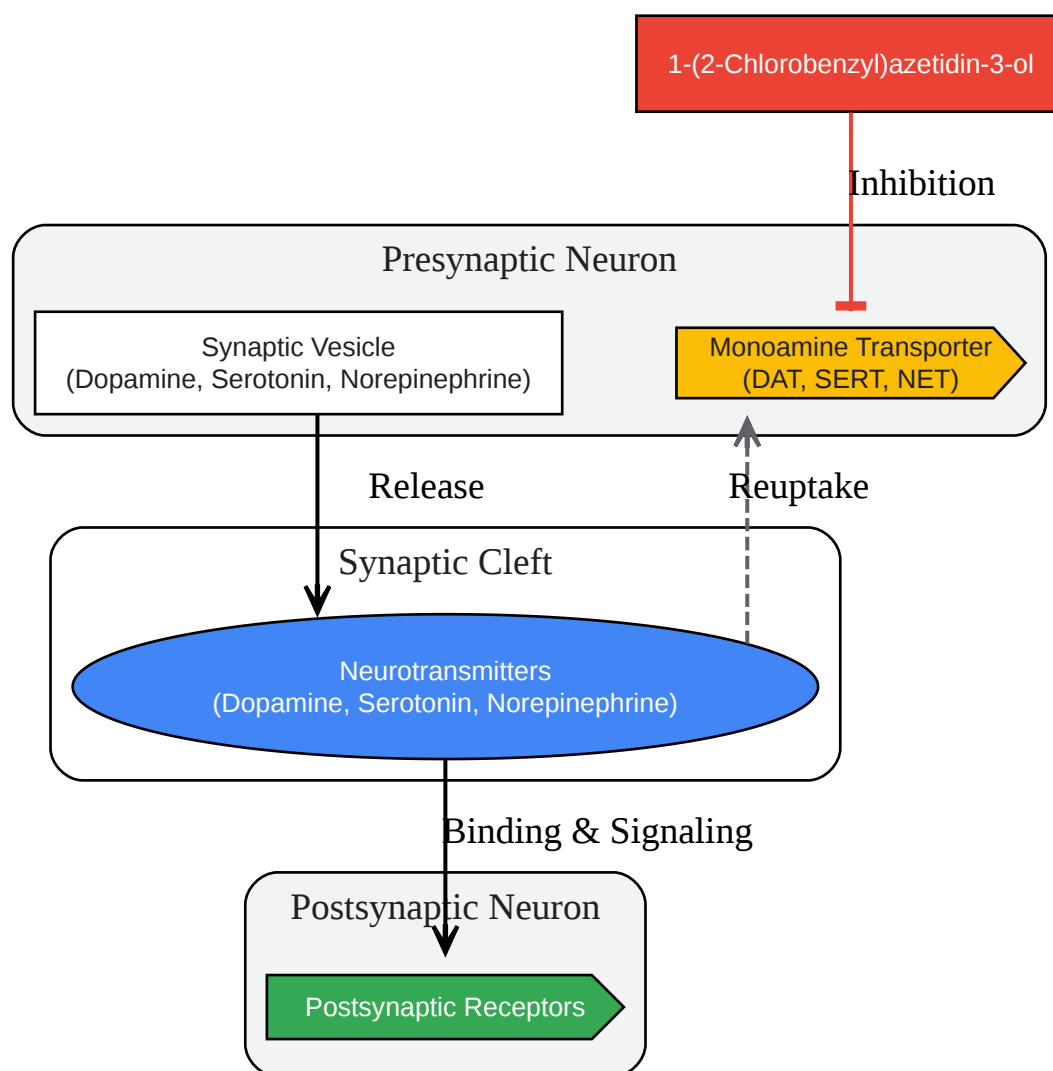 1-(2-Chlorobenzyl)azetidin-3-ol
Inhibition
Presynaptic Neuron
Synaptic Vesicle
(Dopamine, Serotonin, Norepinephrine)
Monoamine Transporter
(DAT, SERT, NET)
Release
Reuptake
Synaptic Cleft
Neurotransmitters
(Dopamine, Serotonin, Norepinephrine)
Binding & Signaling
Postsynaptic Neuron
Postsynaptic Receptors